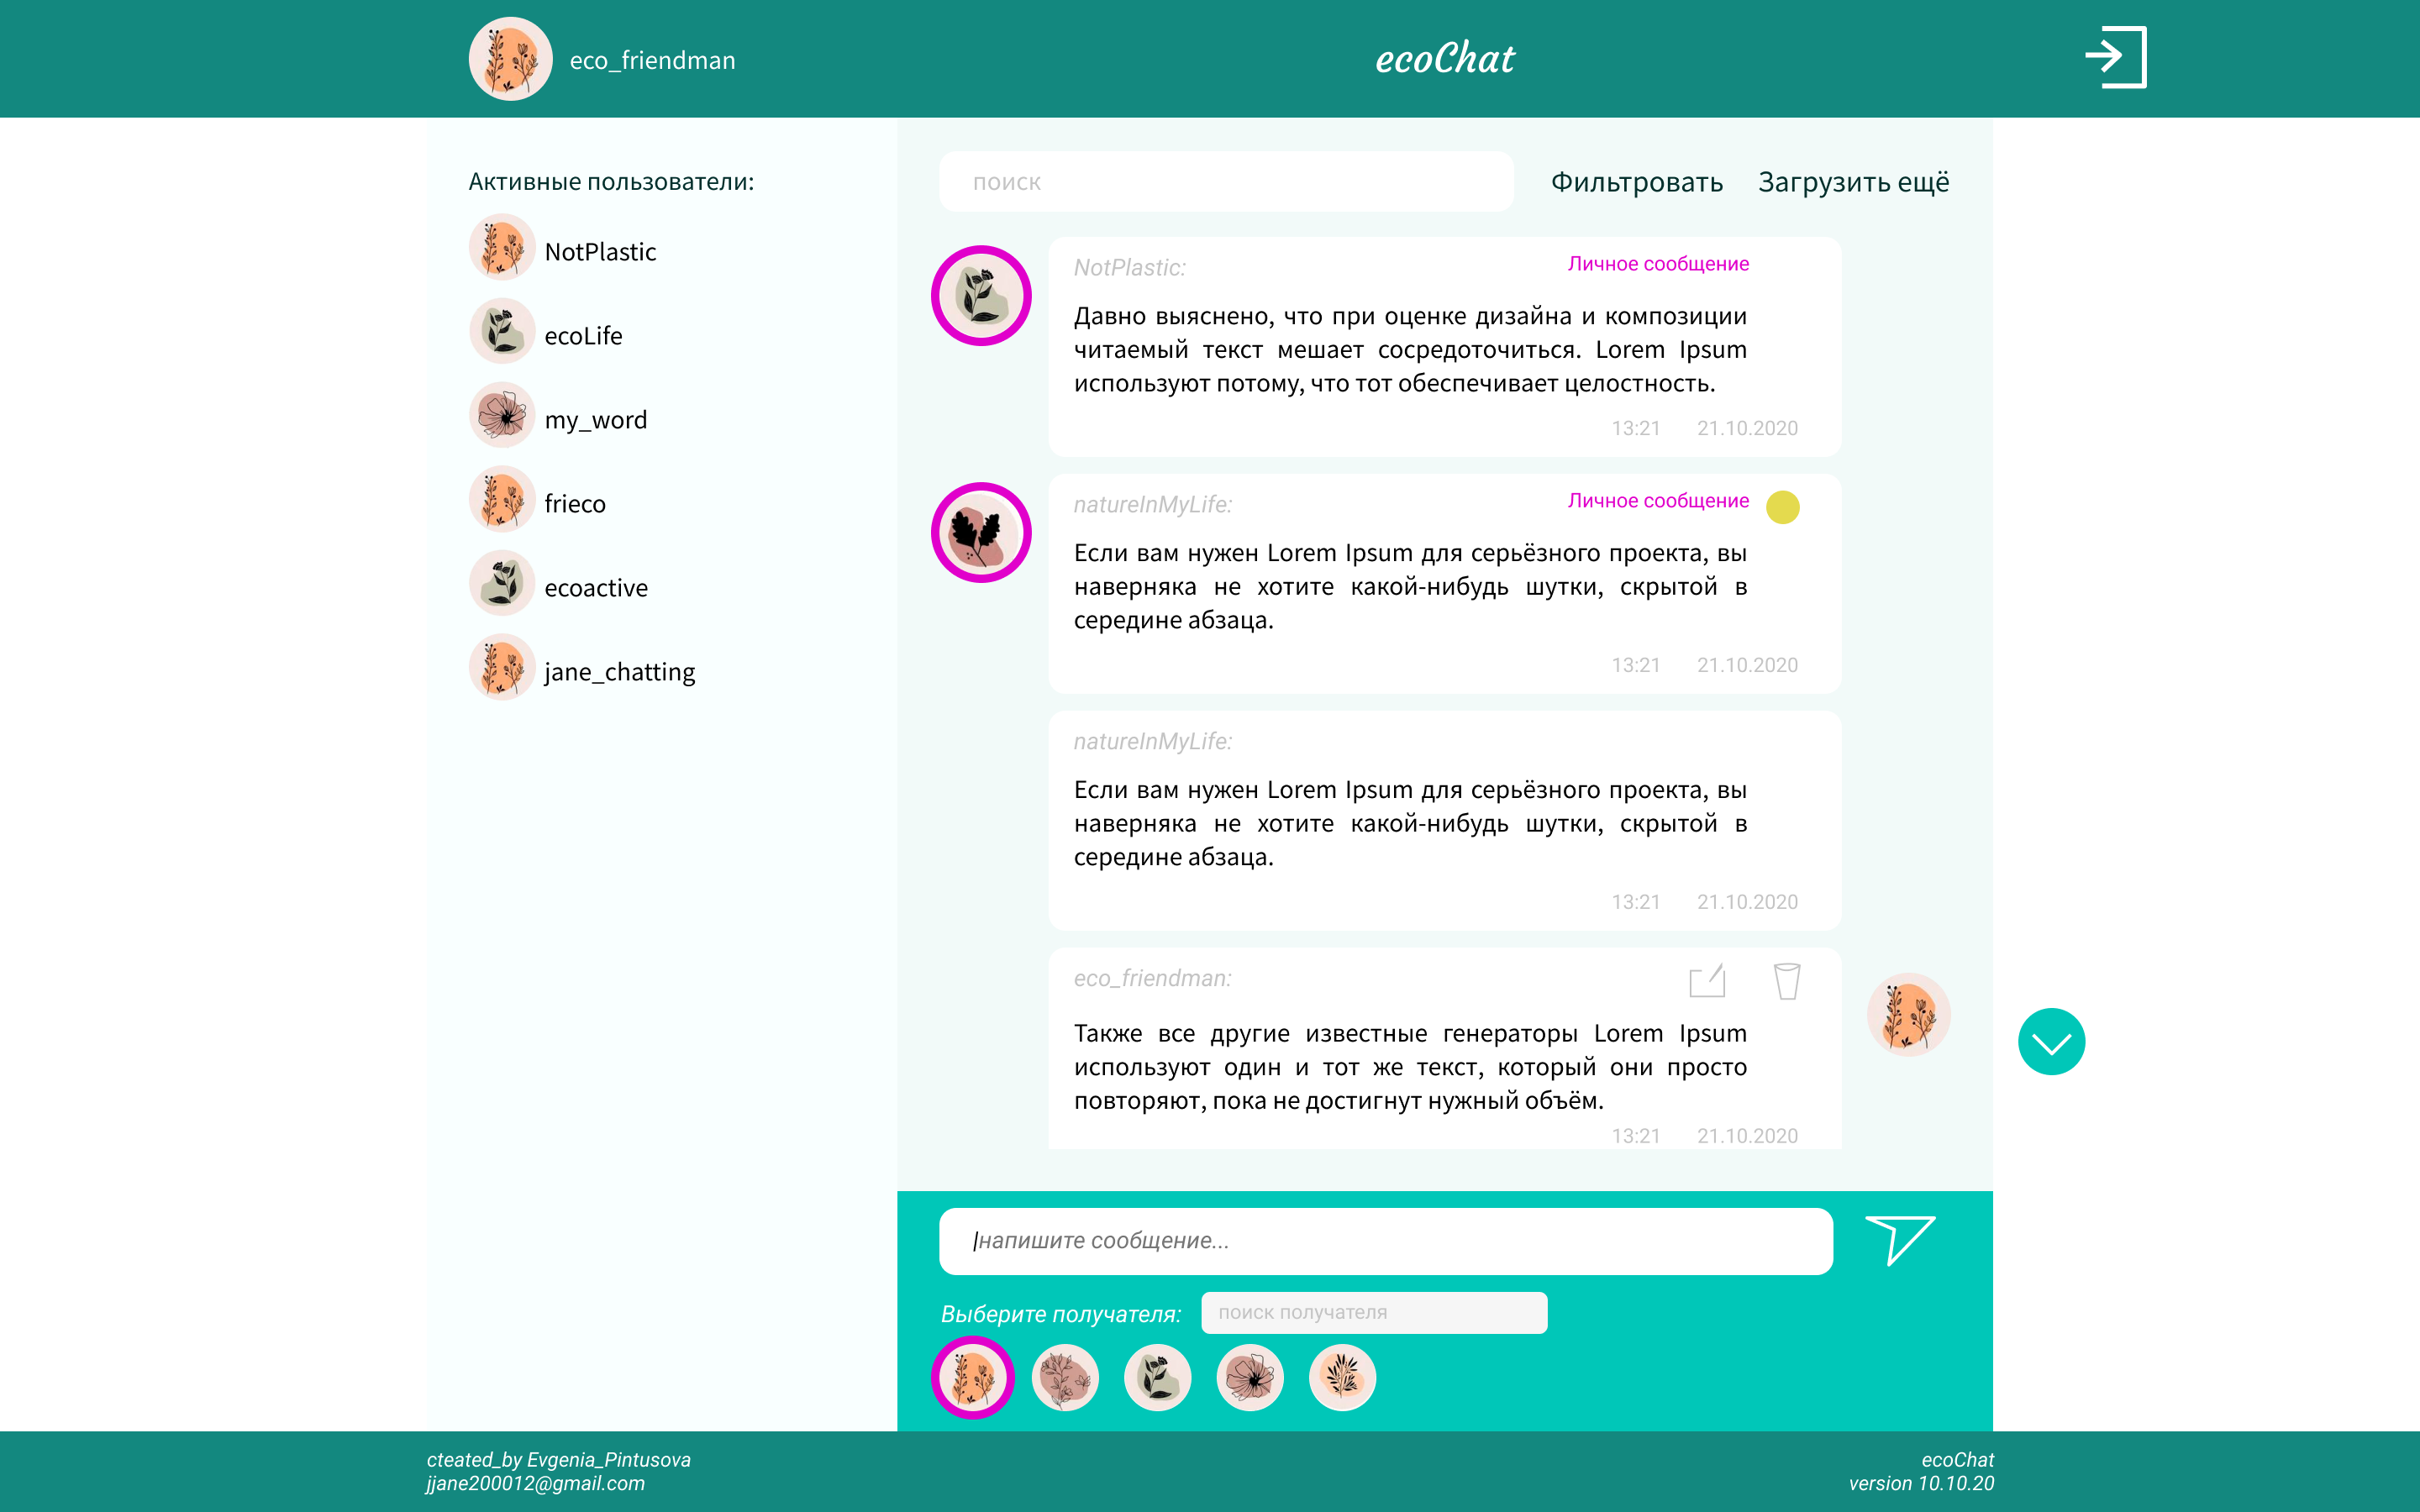 eco_friendman
ecoChat
Активные пользователи:
NotPlastic
ecoLife
my_word
frieco
ecoactive
jane_chatting
поиск
Фильтровать
Загрузить ещё
NotPlastic:
Личное сообщение
Давно выяснено, что при оценке дизайна и композиции
читаемый текст мешает сосредоточиться. Lorem Ipsum
используют потому, что тот обеспечивает целостность.
13:21 21.10.2020
natureInMyLife:
Личное сообщение
Если вам нужен Lorem Ipsum для серьёзного проекта, вы
наверняка не хотите какой-нибудь шутки, скрытой в
середине абзаца.
13:21 21.10.2020
natureInMyLife:
Если вам нужен Lorem Ipsum для серьёзного проекта, вы
наверняка не хотите какой-нибудь шутки, скрытой в
середине абзаца.
13:21 21.10.2020
eco_friendman:
Также все другие известные генераторы Lorem Ipsum
используют один и тот же текст, который они просто
повторяют, пока не достигнут нужный объём.
13:21 21.10.2020
напишите сообщение...
Выберите получателя:
поиск получателя
cteated_by Evgenia_Pintusova
jjane200012@gmail.com
ecoChat
version 10.10.20